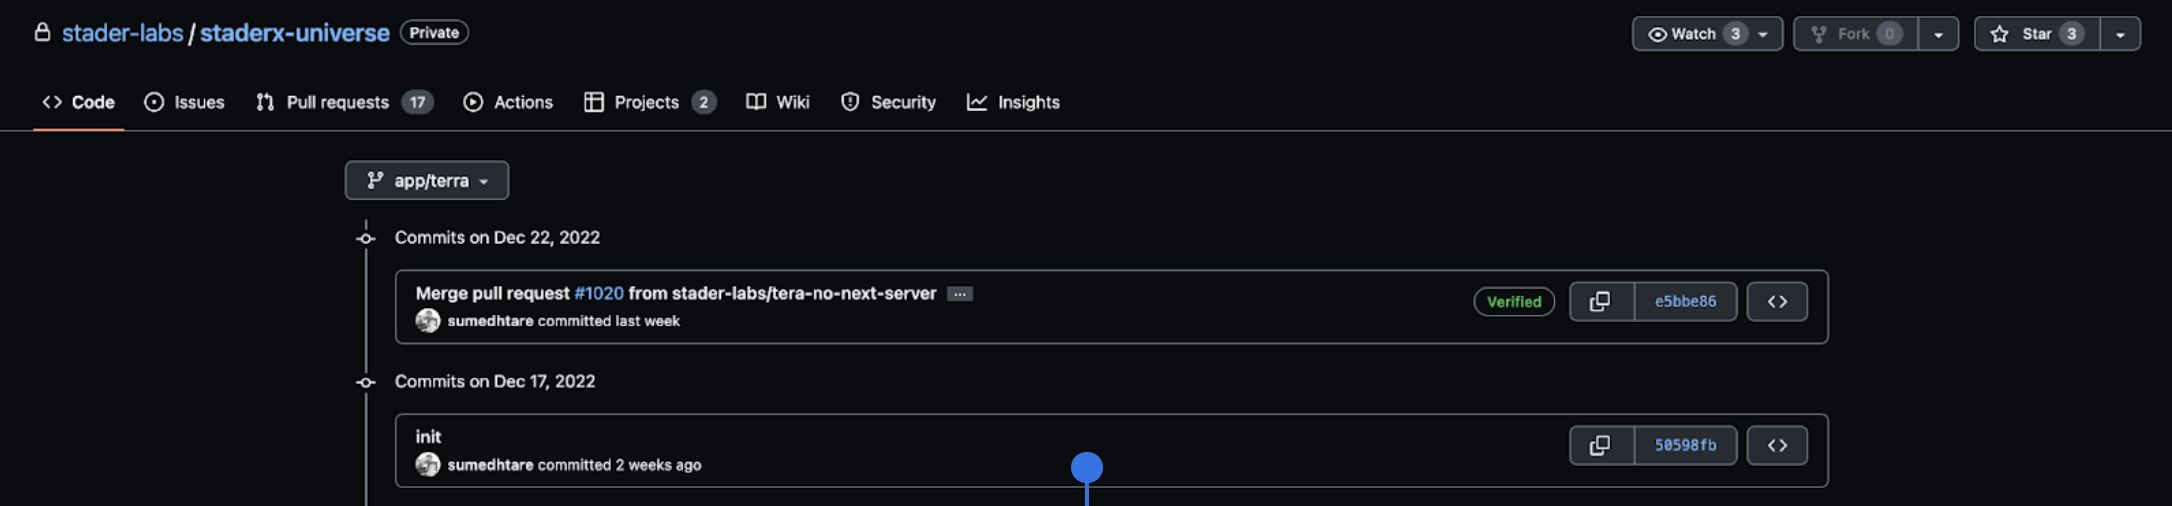 stader-labs / staderx-universe Private Watch 3 Fork 0 Star 3
Code Issues Pull requests 17 Actions Projects 2 Wiki Security Insights
app/terra
Commits on Dec 22, 2022
Merge pull request #1020 from stader-labs/tera-no-next-server ...
Verified e5bbe86
sumedhtare committed last week
Commits on Dec 17, 2022
init
50598fb
sumedhtare committed 2 weeks ago